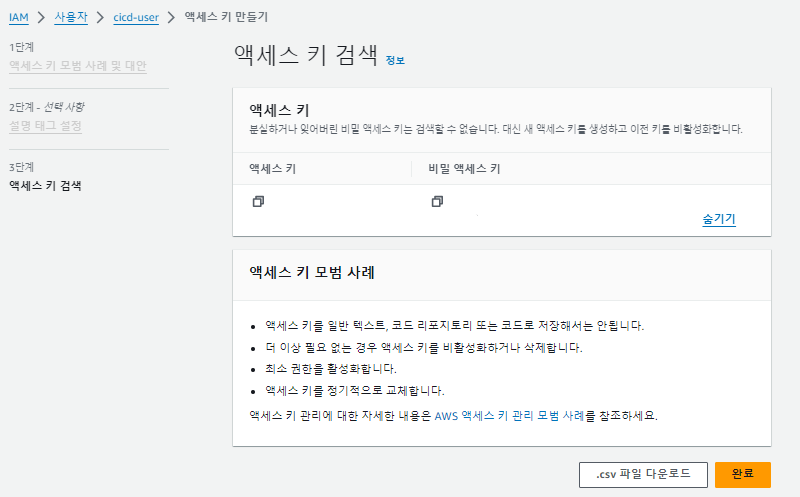 IAM > 사용자 > cicd-user > 액세스 키 만들기
1단계
액세스 키 모범 사례 및 대안
2단계 - 선택 사항
설명 태그 설정
3단계
액세스 키 검색
액세스 키 검색 정보
액세스 키
분실하거나 잊어버린 비밀 액세스 키는 검색할 수 없습니다. 대신 새 액세스 키를 생성하고 이전 키를 비활성화합니다.
액세스 키 비밀 액세스 키
숨기기
액세스 키 모범 사례
• 액세스 키를 일반 텍스트, 코드 리포지토리 또는 코드로 저장해서는 안됩니다.
• 더 이상 필요 없는 경우 액세스 키를 비활성화하거나 삭제합니다.
• 최소 권한을 활성화합니다.
• 액세스 키를 정기적으로 교체합니다.
액세스 키 관리에 대한 자세한 내용은 AWS 액세스 키 관리 모범 사례를 참조하세요.
.csv 파일 다운로드 완료